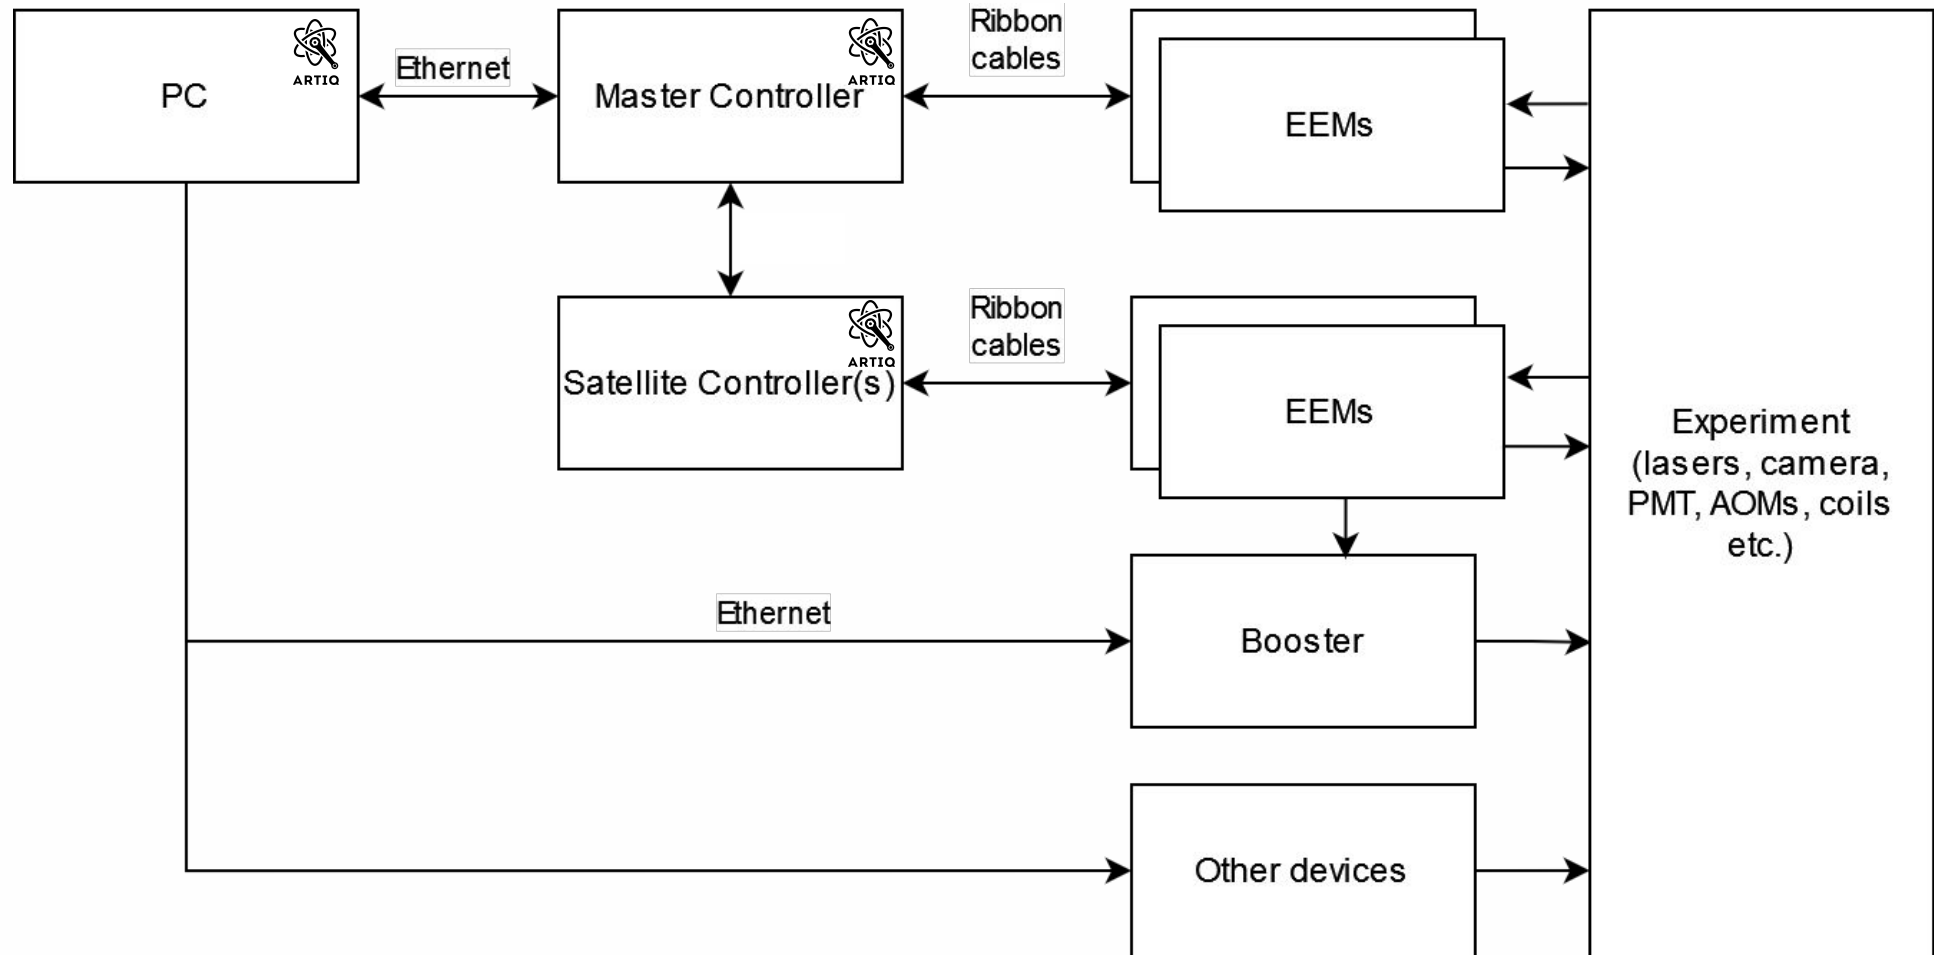 PC
ARTIQ
Ethernet
Master Controller
ARTIQ
Ribbon
cables
EEMs
Satellite Controller(s)
ARTIQ
Ribbon
cables
EEMs
Experiment
(lasers, camera,
PMT, AOMs, coils
etc.)
Ethernet
Booster
Other devices